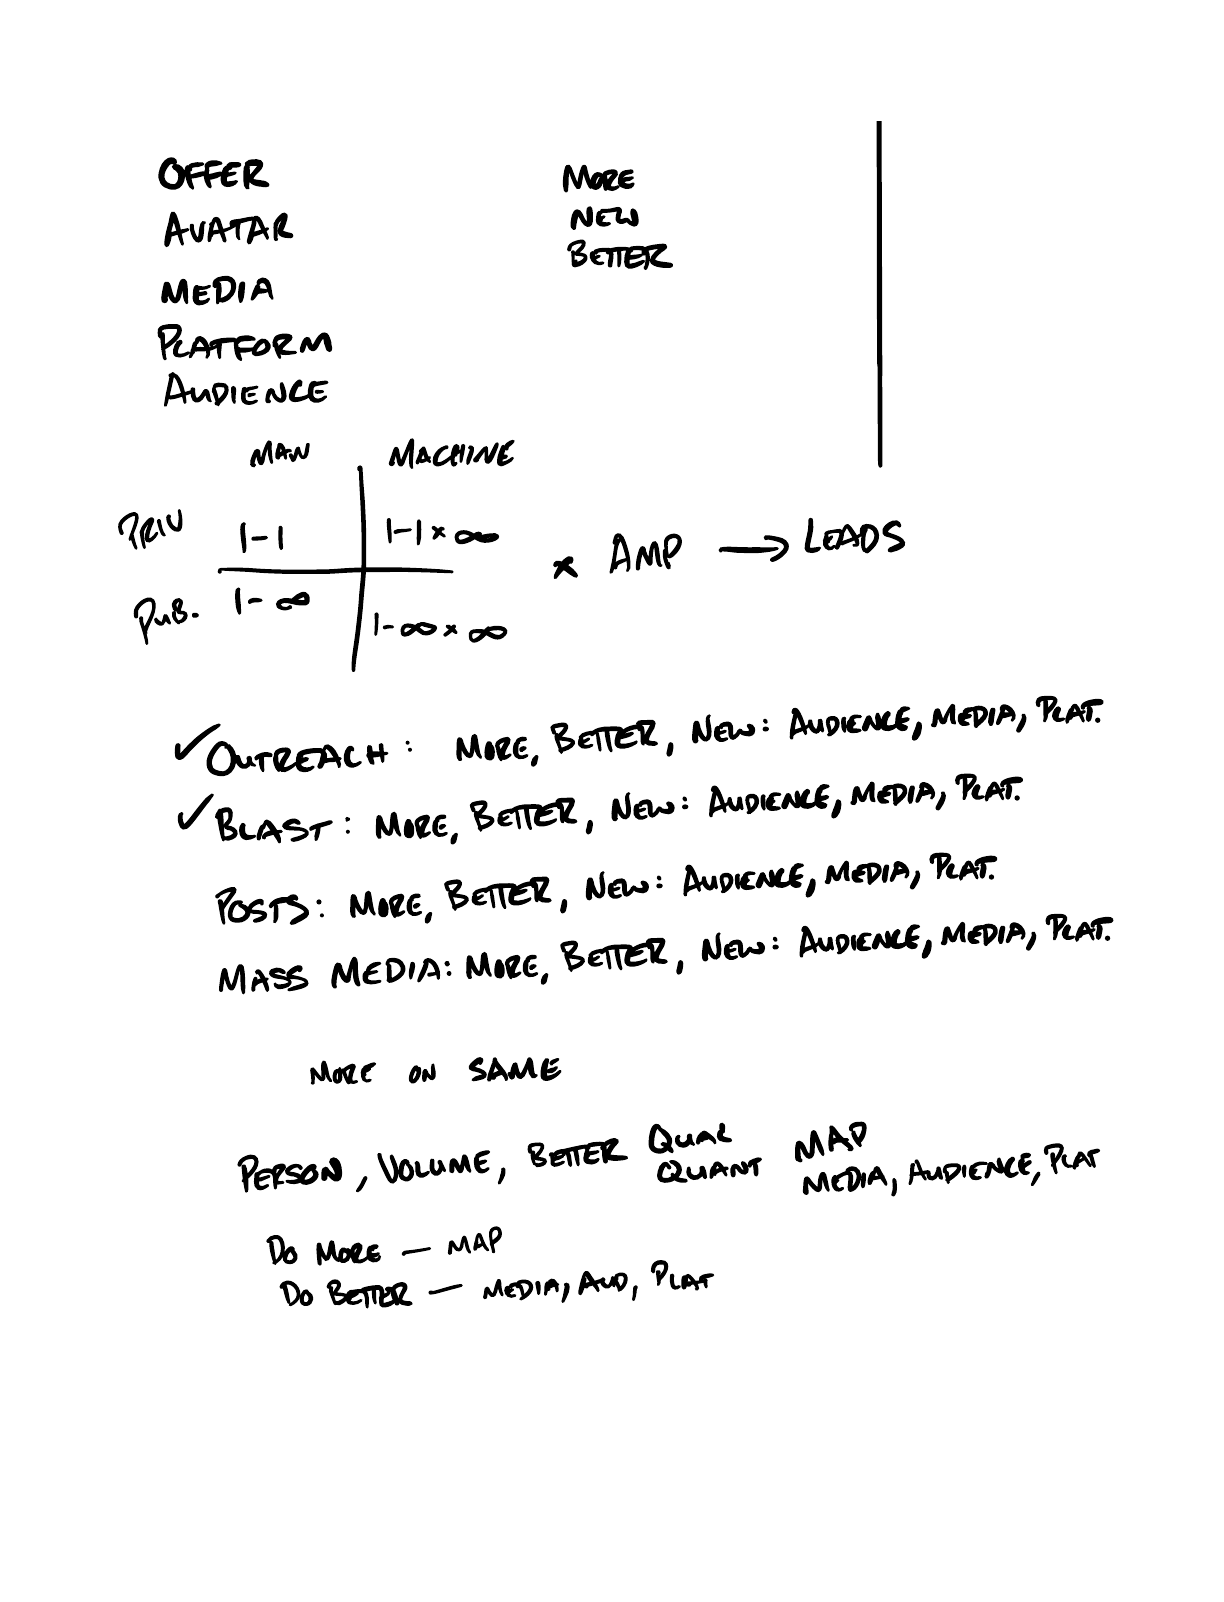 OFFER
AVATAR
MEDIA
PLATFORM
AUDIENCE
MORE
NEW
BETTER
MAN MACHINE
PRIV 1-1 1-1 × ∞
PUB. 1-∞ 1-∞ × ∞
× AMP → LEADS
✓ OUTREACH: MORE, BETTER, NEW: AUDIENCE, MEDIA, PLAT.
✓ BLAST: MORE, BETTER, NEW: AUDIENCE, MEDIA, PLAT.
POSTS: MORE, BETTER, NEW: AUDIENCE, MEDIA, PLAT.
MASS MEDIA: MORE, BETTER, NEW: AUDIENCE, MEDIA, PLAT.
MORE ON SAME
PERSON, VOLUME, BETTER QUAL MAP
QUANT MEDIA, AUDIENCE, PLAT
DO MORE — MAP
DO BETTER — MEDIA, AUD, PLAT